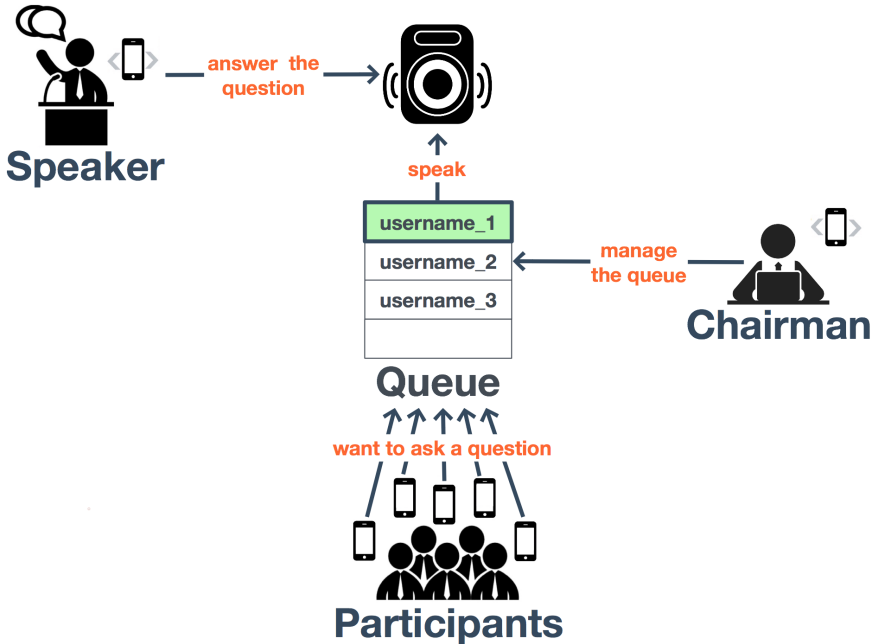 answer the
question
Speaker
speak
username_1
username_2
username_3
manage
the queue
Chairman
Queue
want to ask a question
Participants